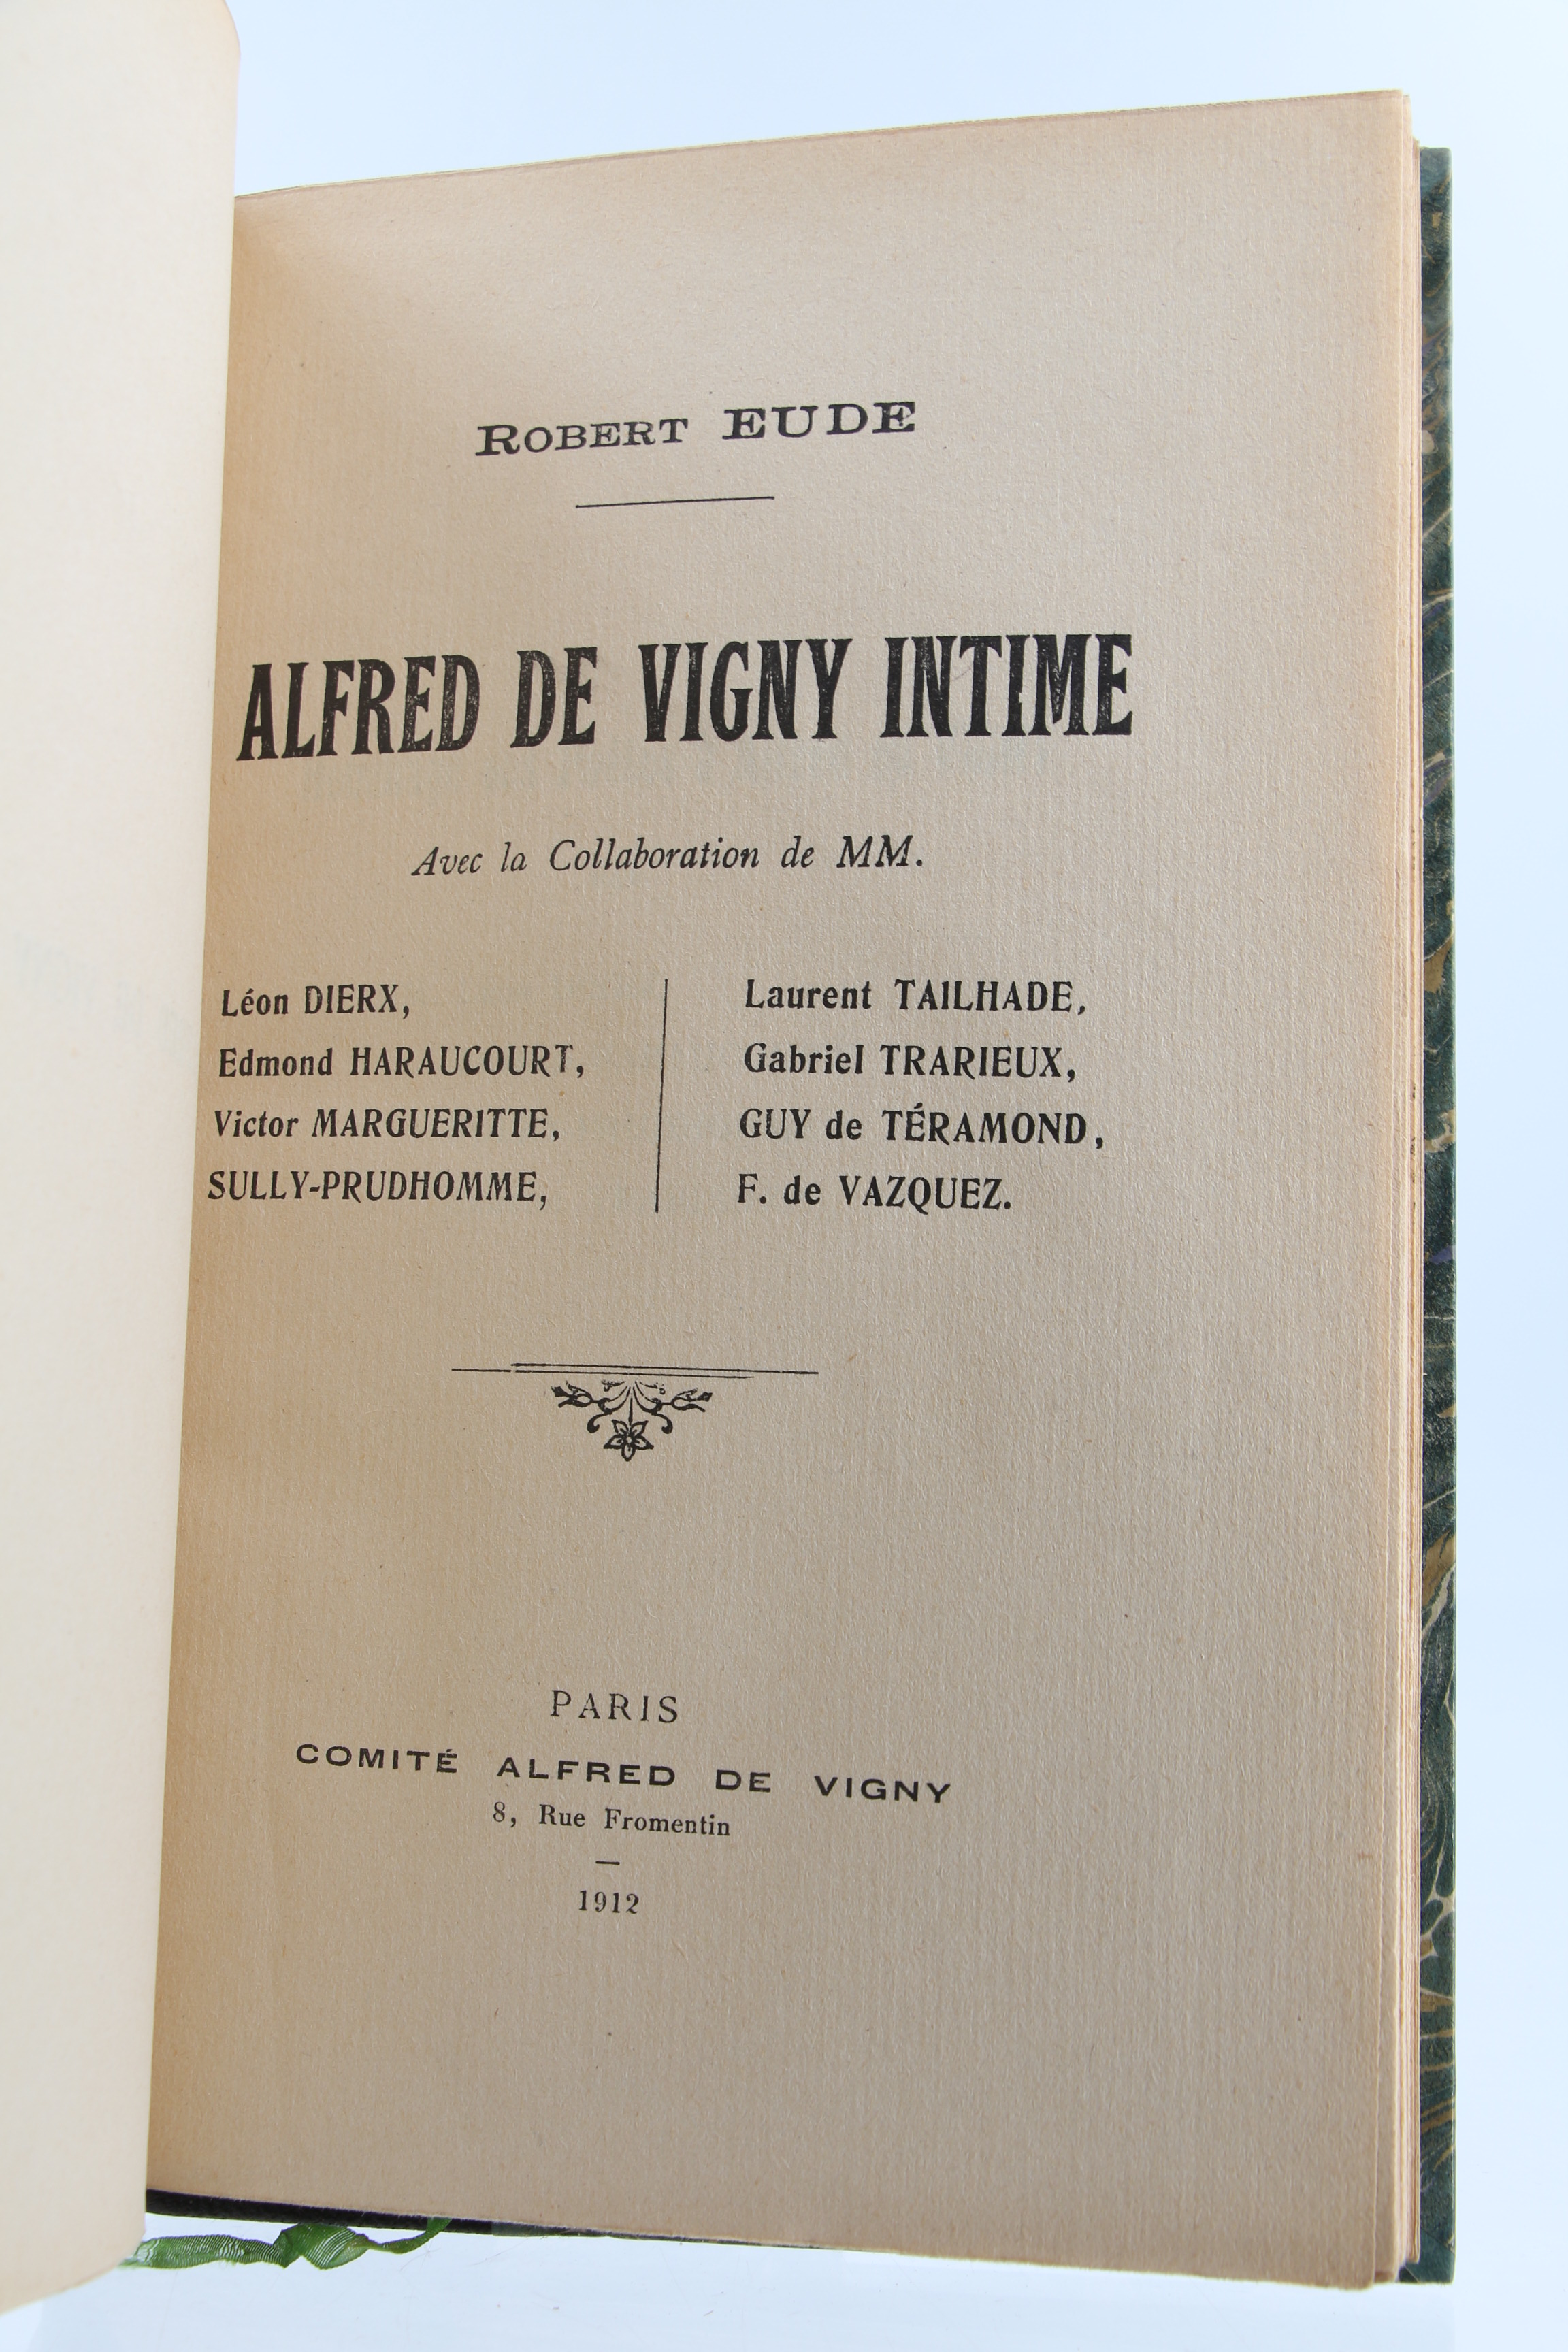 ROBERT EUDE
ALFRED DE VIGNY INTIME
Avec la Collaboration de MM.
Léon DIERX,
Edmond HARAUCOURT,
Victor MARGUERITTE,
SULLY-PRUDHOMME,
Laurent TAILHADE,
Gabriel TRARIEUX,
GUY de TÉRAMOND,
F. de VAZQUEZ.
PARIS
COMITÉ ALFRED DE VIGNY
8, Rue Fromentin
1912